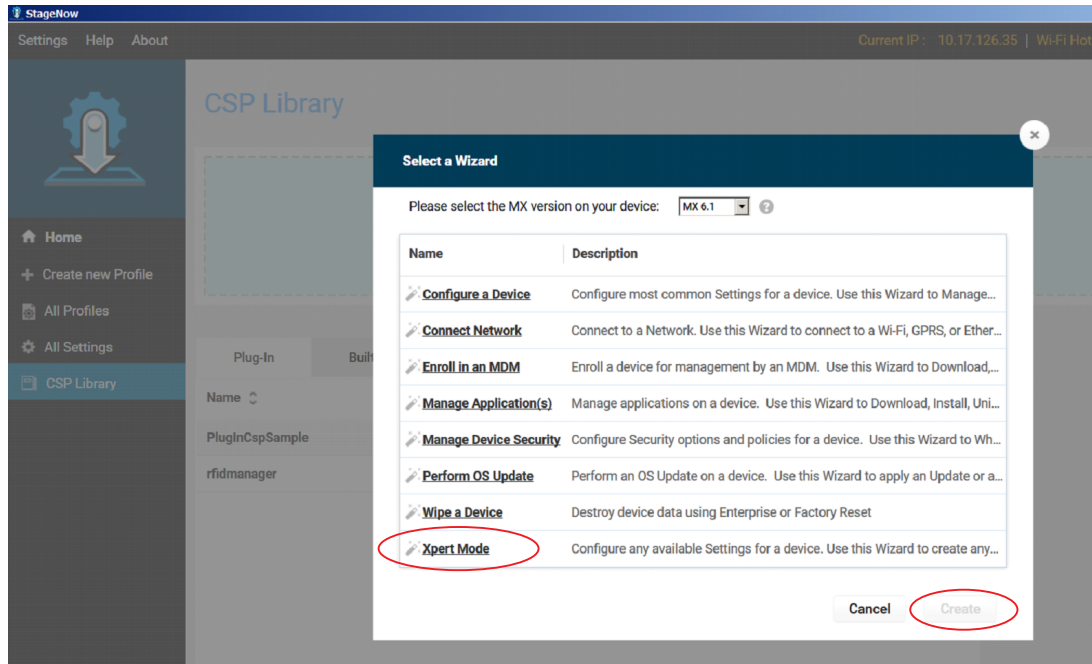 StageNow
Settings Help About
Current IP : 10.17.126.35 | Wi-Fi Hot
CSP Library
Select a Wizard
Please select the MX version on your device: MX 6.1
Name Description
Configure a Device Configure most common Settings for a device. Use this Wizard to Manage...
Connect Network Connect to a Network. Use this Wizard to connect to a Wi-Fi, GPRS, or Ether...
Enroll in an MDM Enroll a device for management by an MDM. Use this Wizard to Download,...
Manage Application(s) Manage applications on a device. Use this Wizard to Download, Install, Uni...
Manage Device Security Configure Security options and policies for a device. Use this Wizard to Wh...
Perform OS Update Perform an OS Update on a device. Use this Wizard to apply an Update or a...
Wipe a Device Destroy device data using Enterprise or Factory Reset
Xpert Mode Configure any available Settings for a device. Use this Wizard to create any...
Cancel Create
Home
Create new Profile
All Profiles
All Settings
CSP Library
Plug-In Built
Name
PlugInCspSample
rfidmanager